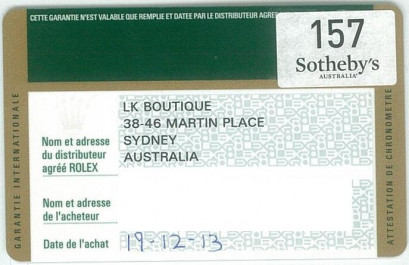 CETTE GARANTIE N'EST VALABLE QUE REMPLIE ET DATEE PAR LE DISTRIBUTEUR AGREE
157
Sotheby's
AUSTRALIA
GARANTIE INTERNATIONALE
LK BOUTIQUE
38-46 MARTIN PLACE
SYDNEY
AUSTRALIA
Nom et adresse
du distributeur
agréé ROLEX
Nom et adresse
de l'acheteur
Date de l'achat 19-12-13
ATTESTATION DE CHRONOMETRE